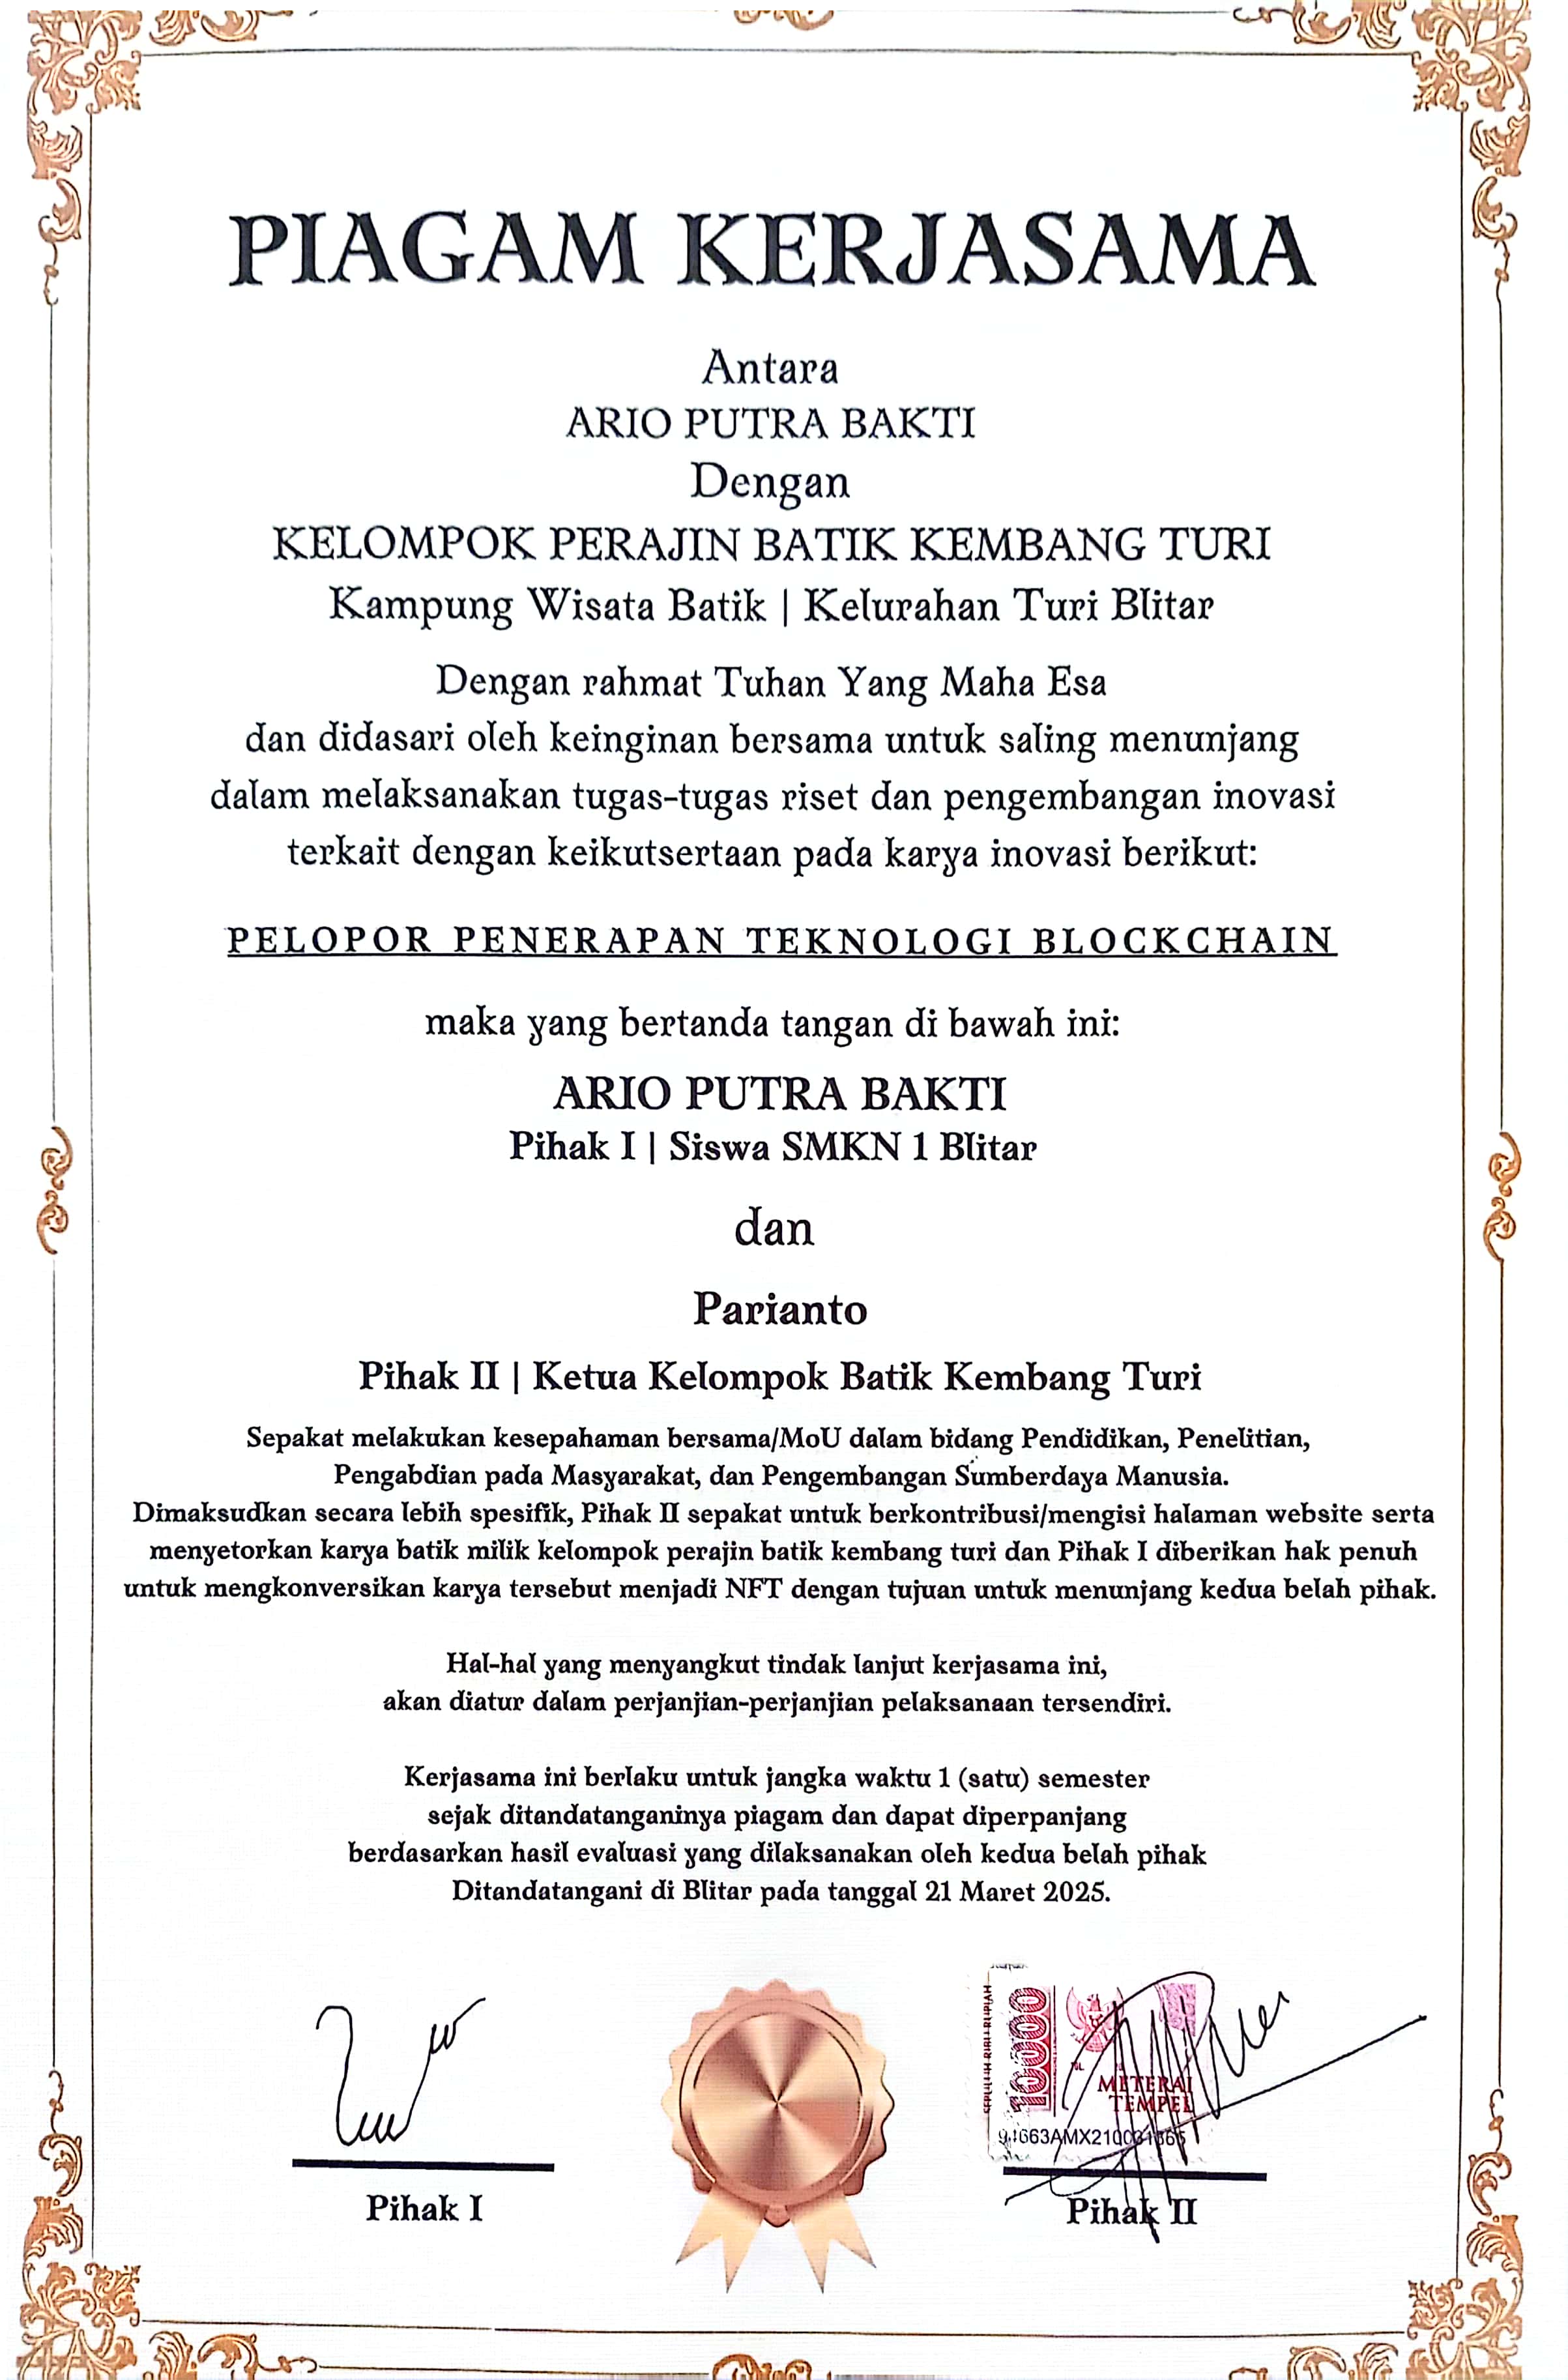 PIAGAM KERJASAMA
Antara
ARIO PUTRA BAKTI
Dengan
KELOMPOK PERAJIN BATIK KEMBANG TURI
Kampung Wisata Batik | Kelurahan Turi Blitar
Dengan rahmat Tuhan Yang Maha Esa
dan didasari oleh keinginan bersama untuk saling menunjang
dalam melaksanakan tugas-tugas riset dan pengembangan inovasi
terkait dengan keikutsertaan pada karya inovasi berikut:
PELOPOR PENERAPAN TEKNOLOGI BLOCKCHAIN
maka yang bertanda tangan di bawah ini:
ARIO PUTRA BAKTI
Pihak I | Siswa SMKN 1 Blitar
dan
Parianto
Pihak II | Ketua Kelompok Batik Kembang Turi
Sepakat melakukan kesepahaman bersama/MoU dalam bidang Pendidikan, Penelitian,
Pengabdian pada Masyarakat, dan Pengembangan Sumberdaya Manusia.
Dimaksudkan secara lebih spesifik, Pihak II sepakat untuk berkontribusi/mengisi halaman website serta
menyetorkan karya batik milik kelompok perajin batik kembang turi dan Pihak I diberikan hak penuh
untuk mengkonversikan karya tersebut menjadi NFT dengan tujuan untuk menunjang kedua belah pihak.
Hal-hal yang menyangkut tindak lanjut kerjasama ini,
akan diatur dalam perjanjian-perjanjian pelaksanaan tersendiri.
Kerjasama ini berlaku untuk jangka waktu 1 (satu) semester
sejak ditandatanganinya piagam dan dapat diperpanjang
berdasarkan hasil evaluasi yang dilaksanakan oleh kedua belah pihak
Ditandatangani di Blitar pada tanggal 21 Maret 2025.
SEPULUH RIBU RUPIAH
10000
METERAI
TEMPEL
Pihak I
Pihak II